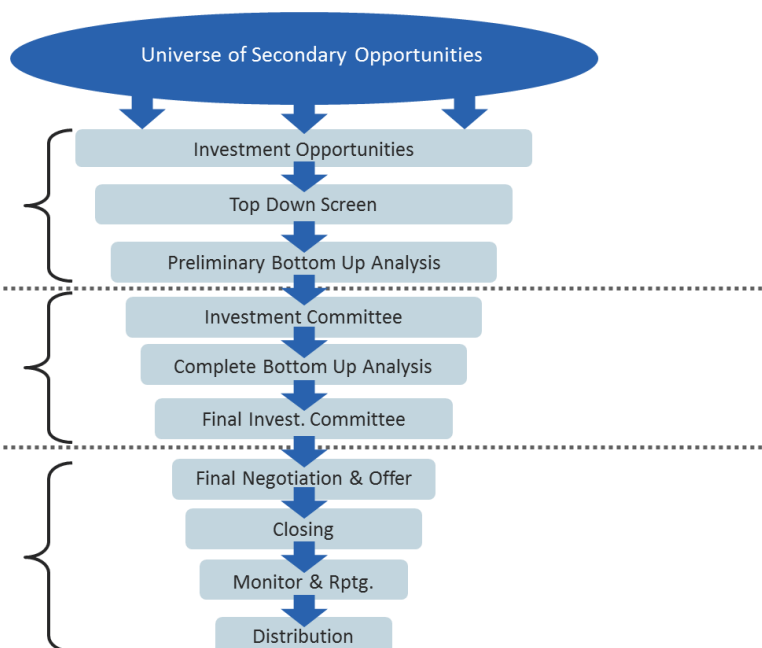 Universe of Secondary Opportunities
Investment Opportunities
Top Down Screen
Preliminary Bottom Up Analysis
Investment Committee
Complete Bottom Up Analysis
Final Invest. Committee
Final Negotiation & Offer
Closing
Monitor & Rptg.
Distribution